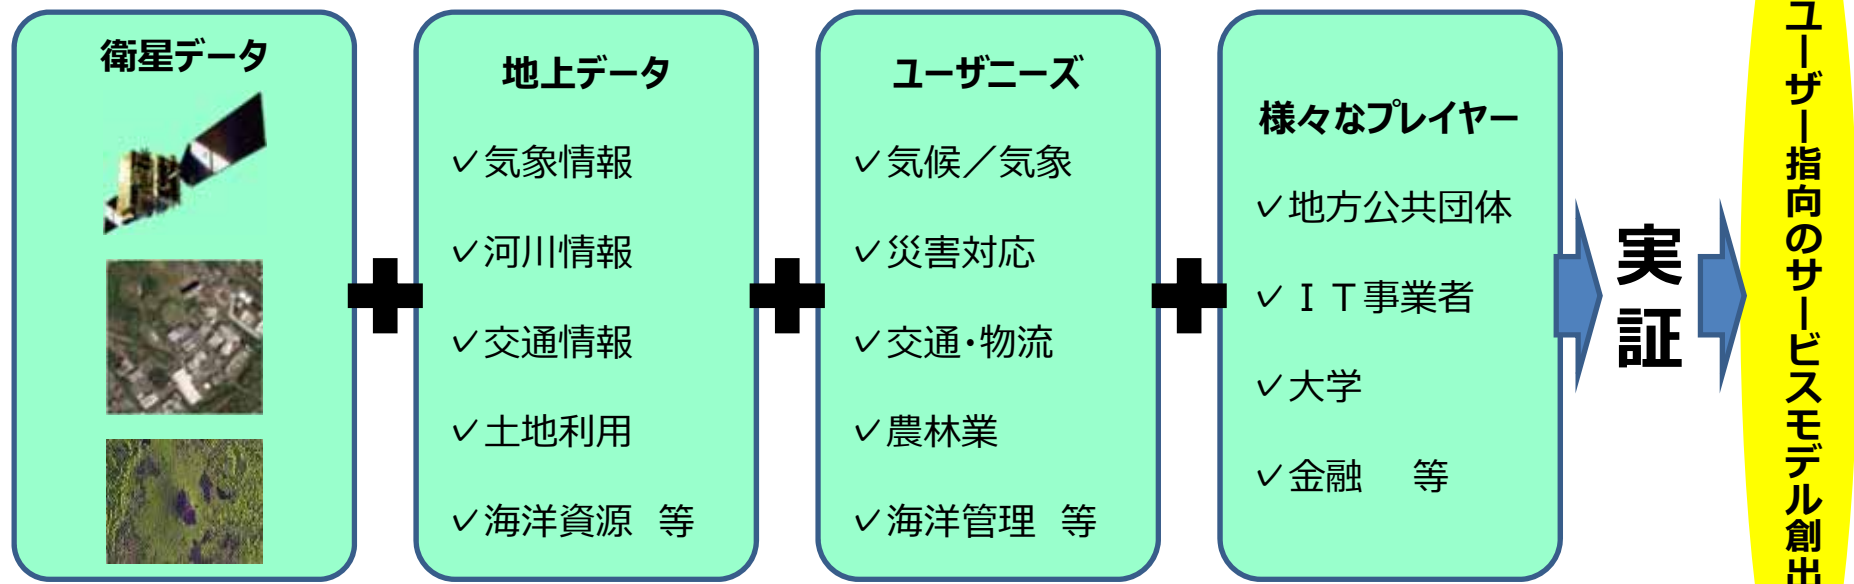 衛星データ
地上データ
✓気象情報
✓河川情報
✓交通情報
✓土地利用
✓海洋資源 等
ユーザニーズ
✓気候／気象
✓災害対応
✓交通・物流
✓農林業
✓海洋管理 等
様々なプレイヤー
✓地方公共団体
✓ＩＴ事業者
✓大学
✓金融 等
実証
ユーザー指向のサービスモデル創出